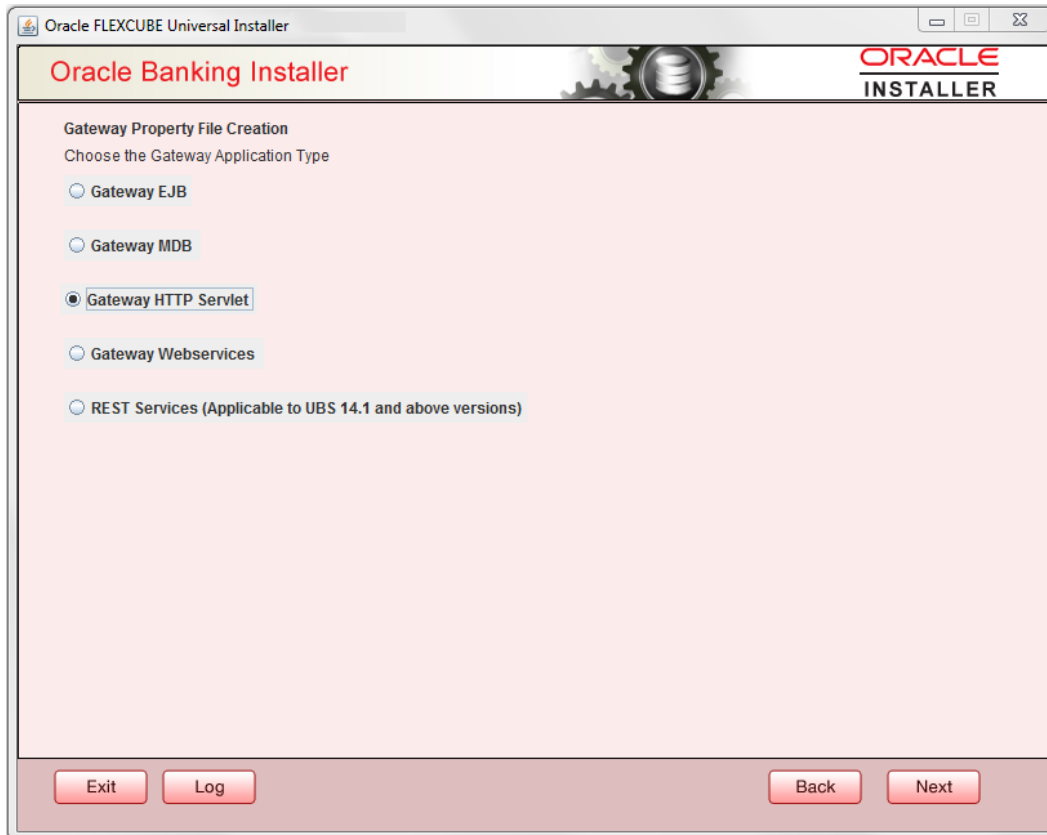 Oracle FLEXCUBE Universal Installer
Oracle Banking Installer
ORACLE
INSTALLER
Gateway Property File Creation
Choose the Gateway Application Type
Gateway EJB
Gateway MDB
Gateway HTTP Servlet
Gateway Webservices
REST Services (Applicable to UBS 14.1 and above versions)
Exit
Log
Back
Next